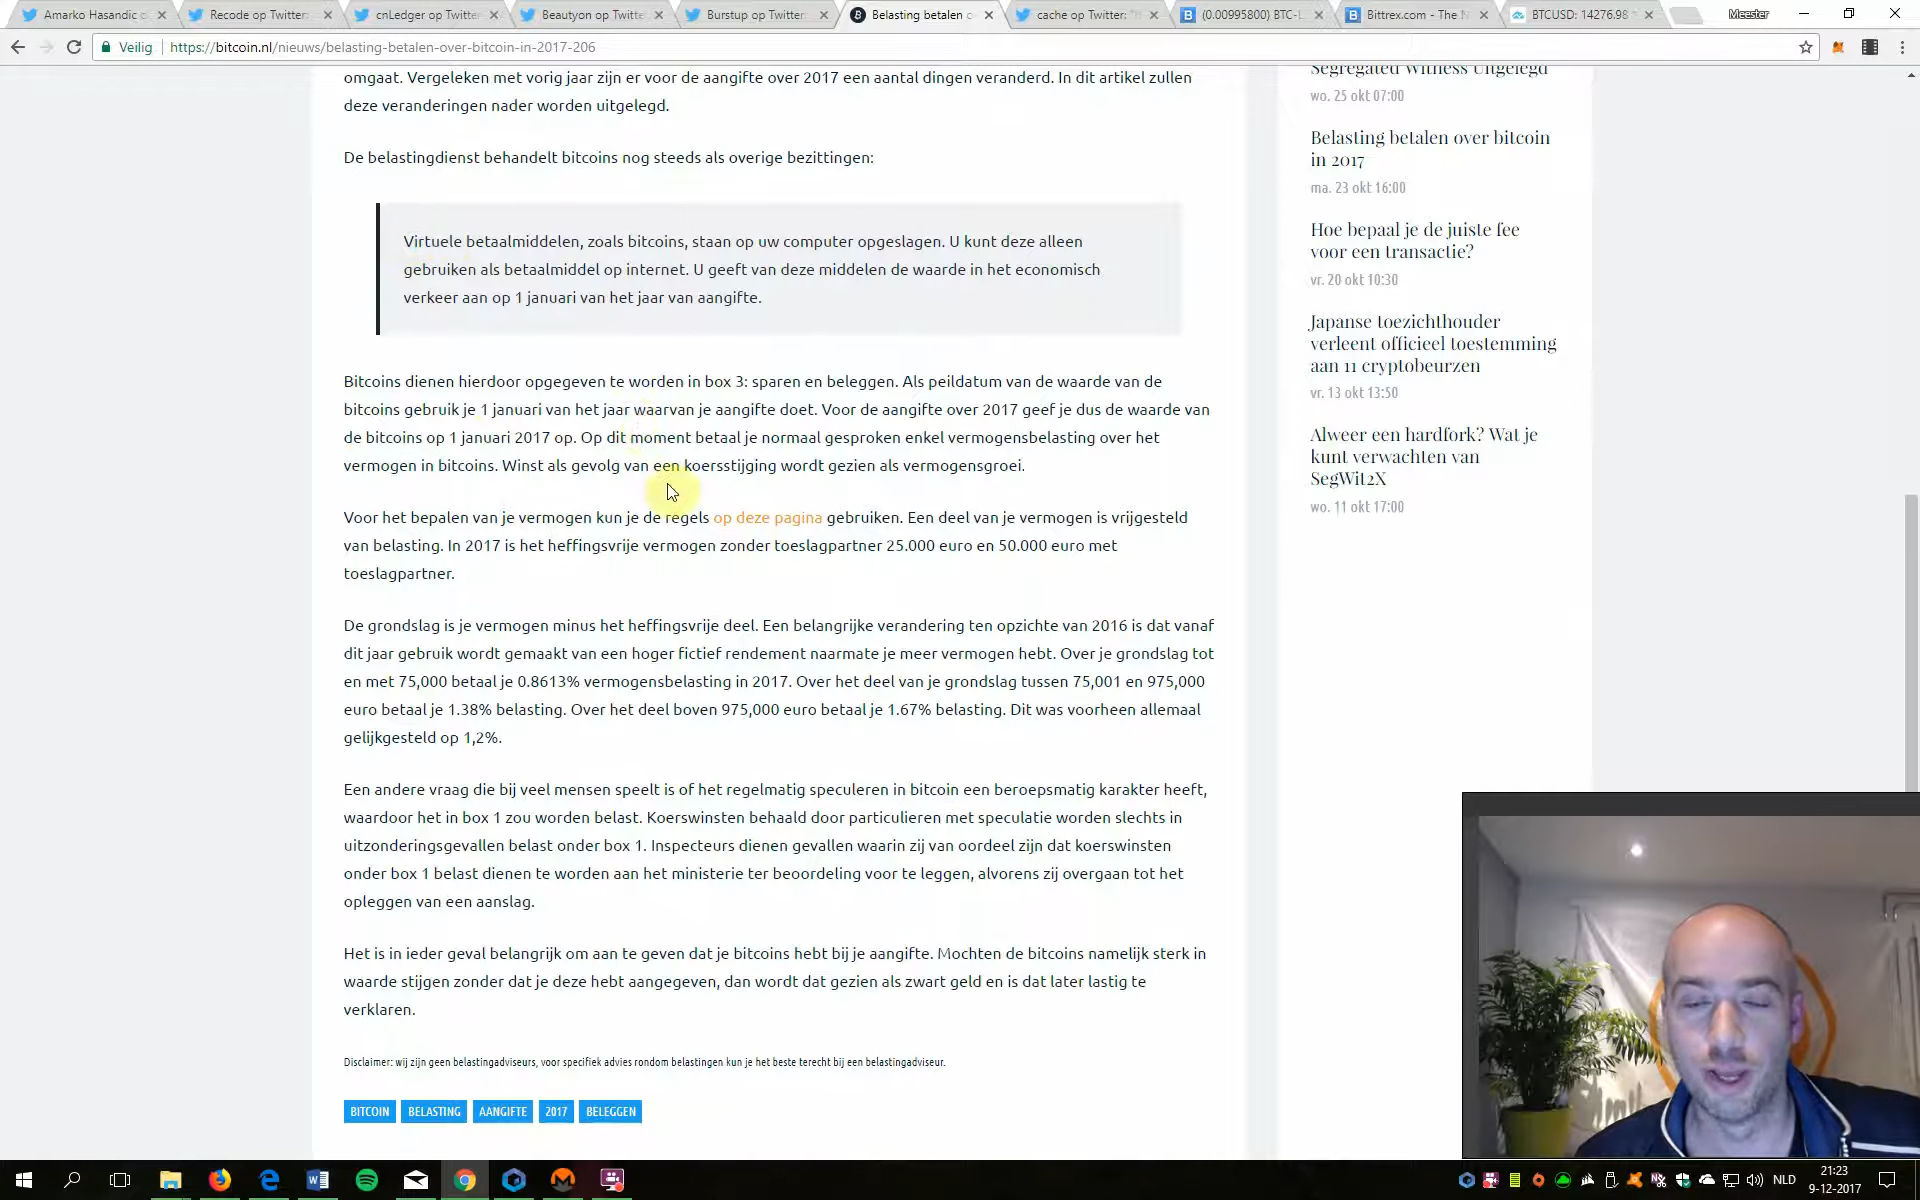 Amarko Hasandic o
Recode op Twitter:
cnLedger op Twitte
Beautyon op Twitte
Burstup op Twitter
Belasting betalen o
cache op Twitter: "
(0.00995800) BTC-L
Bittrex.com - The N
BTCUSD: 14276.98
Meester
Veilig
https://bitcoin.nl/nieuws/belasting-betalen-over-bitcoin-in-2017-206
omgaat. Vergeleken met vorig jaar zijn er voor de aangifte over 2017 een aantal dingen veranderd. In dit artikel zullen
deze veranderingen nader worden uitgelegd.
De belastingdienst behandelt bitcoins nog steeds als overige bezittingen:
Virtuele betaalmiddelen, zoals bitcoins, staan op uw computer opgeslagen. U kunt deze alleen
gebruiken als betaalmiddel op internet. U geeft van deze middelen de waarde in het economisch
verkeer aan op 1 januari van het jaar van aangifte.
Bitcoins dienen hierdoor opgegeven te worden in box 3: sparen en beleggen. Als peildatum van de waarde van de
bitcoins gebruik je 1 januari van het jaar waarvan je aangifte doet. Voor de aangifte over 2017 geef je dus de waarde van
de bitcoins op 1 januari 2017 op. Op dit moment betaal je normaal gesproken enkel vermogensbelasting over het
vermogen in bitcoins. Winst als gevolg van een koersstijging wordt gezien als vermogensgroei.
Voor het bepalen van je vermogen kun je de regels op deze pagina gebruiken. Een deel van je vermogen is vrijgesteld
van belasting. In 2017 is het heffingsvrije vermogen zonder toeslagpartner 25.000 euro en 50.000 euro met
toeslagpartner.
De grondslag is je vermogen minus het heffingsvrije deel. Een belangrijke verandering ten opzichte van 2016 is dat vanaf
dit jaar gebruik wordt gemaakt van een hoger fictief rendement naarmate je meer vermogen hebt. Over je grondslag tot
en met 75,000 betaal je 0.8613% vermogensbelasting in 2017. Over het deel van je grondslag tussen 75,001 en 975,000
euro betaal je 1.38% belasting. Over het deel boven 975,000 euro betaal je 1.67% belasting. Dit was voorheen allemaal
gelijkgesteld op 1,2%.
Een andere vraag die bij veel mensen speelt is of het regelmatig speculeren in bitcoin een beroepsmatig karakter heeft,
waardoor het in box 1 zou worden belast. Koerswinsten behaald door particulieren met speculatie worden slechts in
uitzonderingsgevallen belast onder box 1. Inspecteurs dienen gevallen waarin zij van oordeel zijn dat koerswinsten
onder box 1 belast dienen te worden aan het ministerie ter beoordeling voor te leggen, alvorens zij overgaan tot het
opleggen van een aanslag.
Het is in ieder geval belangrijk om aan te geven dat je bitcoins hebt bij je aangifte. Mochten de bitcoins namelijk sterk in
waarde stijgen zonder dat je deze hebt aangegeven, dan wordt dat gezien als zwart geld en is dat later lastig te
verklaren.
Disclaimer: wij zijn geen belastingadviseurs, voor specifiek advies rondom belastingen kun je het beste terecht bij een belastingadviseur.
BITCOIN BELASTING AANGIFTE 2017 BELEGGEN
Segregated Witness Uitgelegd
wo. 25 okt 07:00
Belasting betalen over bitcoin
in 2017
ma. 23 okt 16:00
Hoe bepaal je de juiste fee
voor een transactie?
vr. 20 okt 10:30
Japanse toezichthouder
verleent officieel toestemming
aan 11 cryptobeurzen
vr. 13 okt 13:50
Alweer een hardfork? Wat je
kunt verwachten van
SegWit2X
wo. 11 okt 17:00
NLD
21:23
9-12-2017